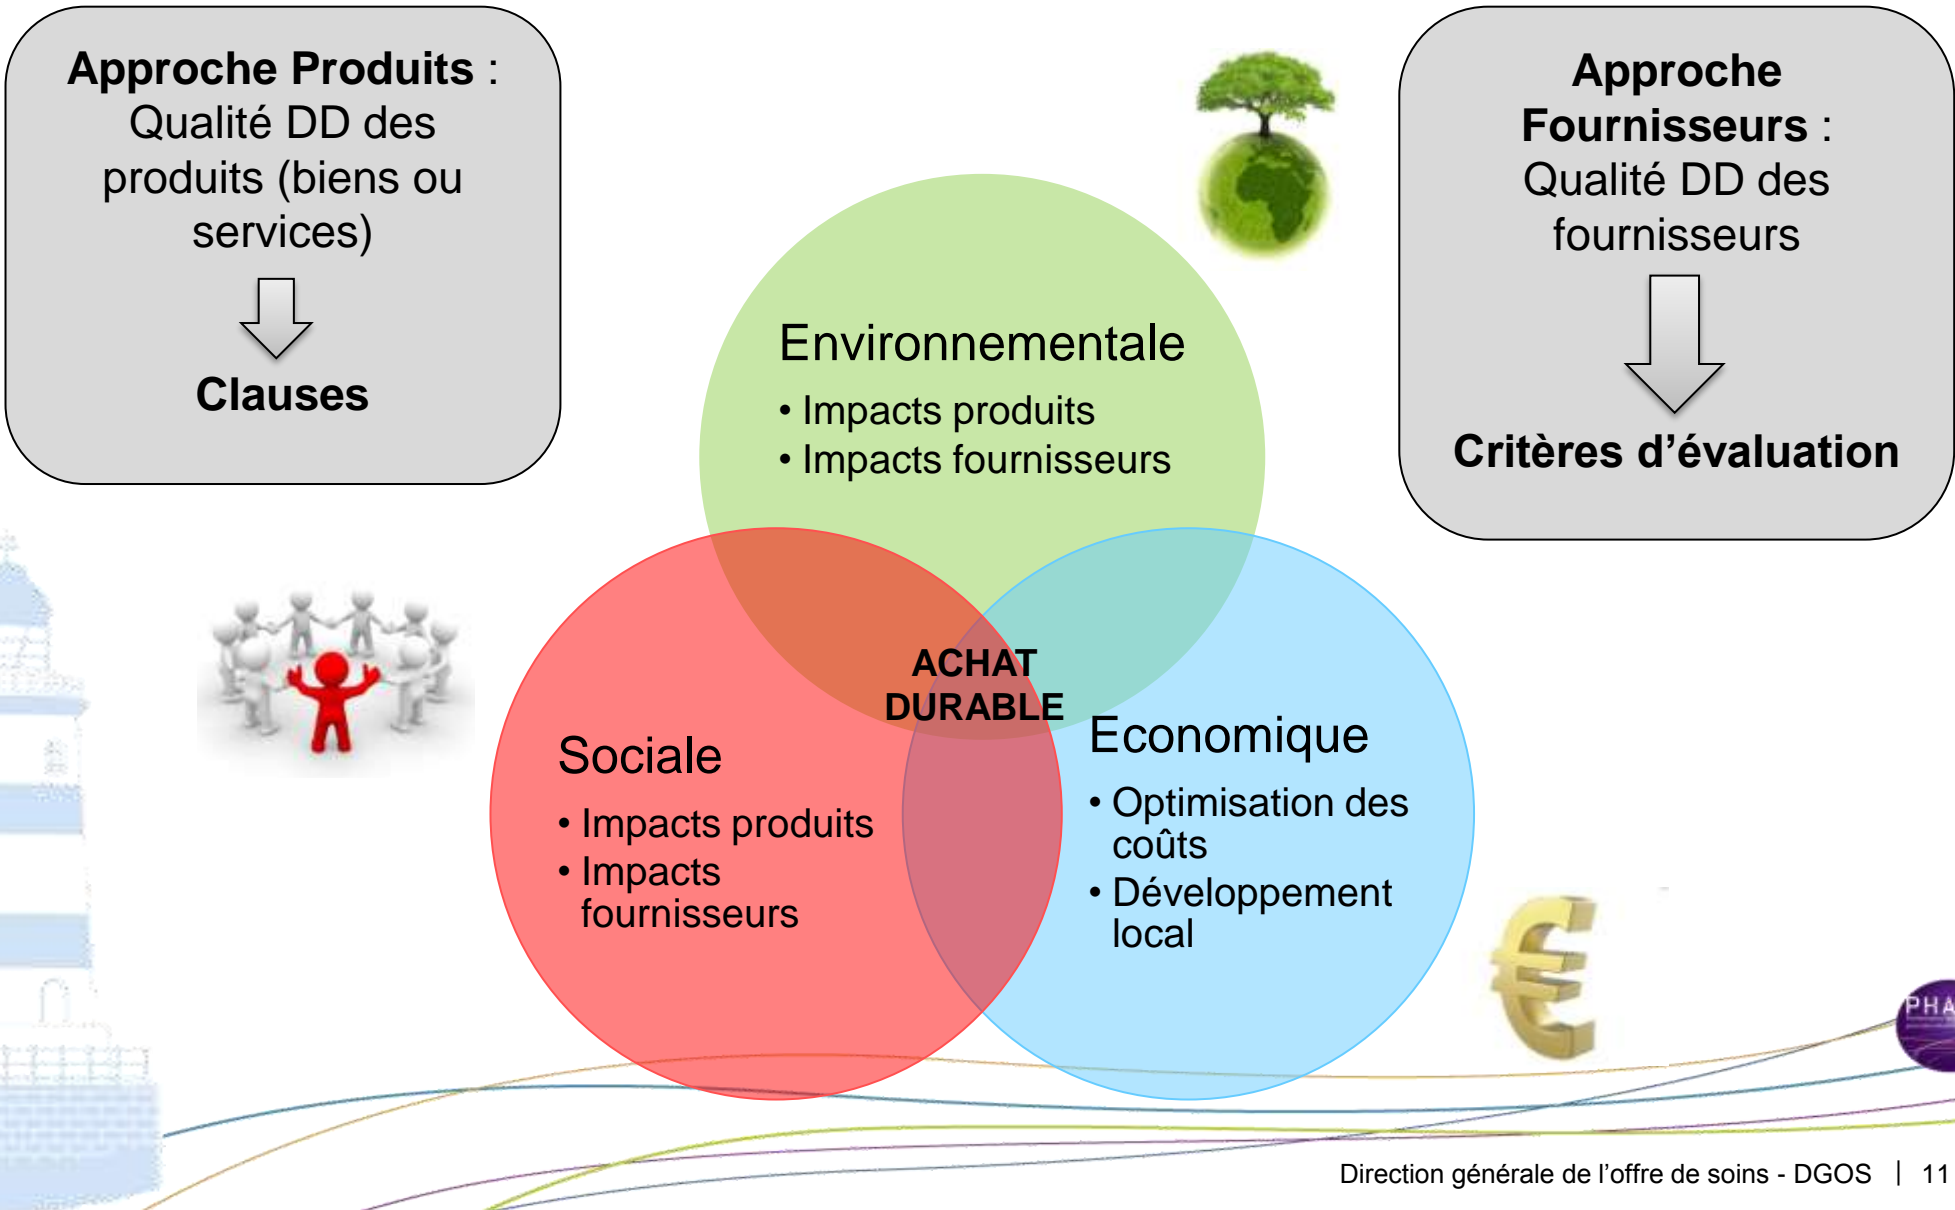 Approche Produits :
Qualité DD des
produits (biens ou
services)
Clauses
Approche
Fournisseurs :
Qualité DD des
fournisseurs
Critères d’évaluation
Environnementale
• Impacts produits
• Impacts fournisseurs
ACHAT
DURABLE
Sociale
• Impacts produits
• Impacts
fournisseurs
Economique
• Optimisation des
coûts
• Développement
local
PHA
Direction générale de l’offre de soins - DGOS | 11